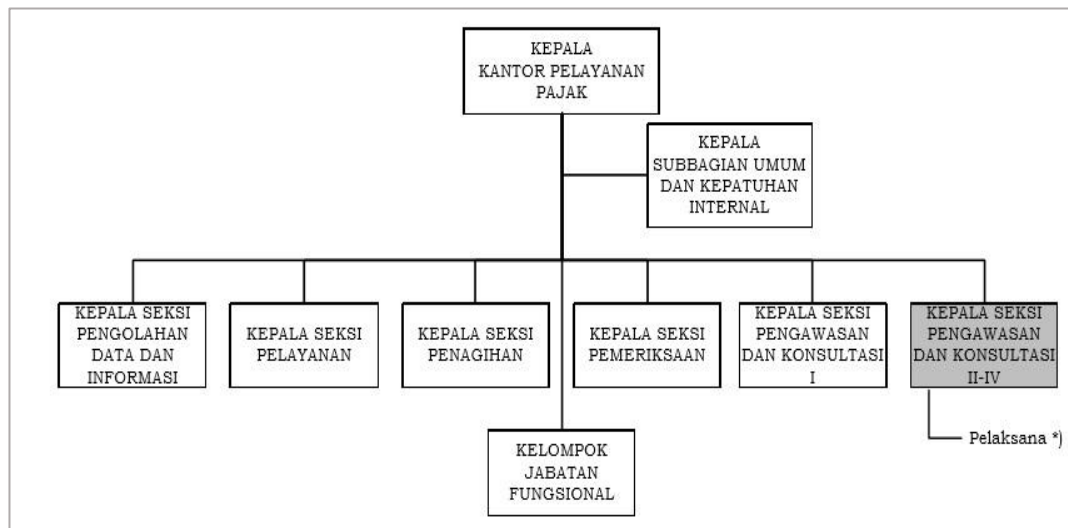 KEPALA
KANTOR PELAYANAN
PAJAK
KEPALA
SUBBAGIAN UMUM
DAN KEPATUHAN
INTERNAL
KEPALA SEKSI
PENGOLAHAN
DATA DAN
INFORMASI
KEPALA SEKSI
PELAYANAN
KEPALA SEKSI
PENAGIHAN
KEPALA SEKSI
PEMERIKSAAN
KEPALA SEKSI
PENGAWASAN
DAN KONSULTASI
I
KEPALA SEKSI
PENGAWASAN
DAN KONSULTASI
II-IV
Pelaksana *)
KELOMPOK
JABATAN
FUNGSIONAL